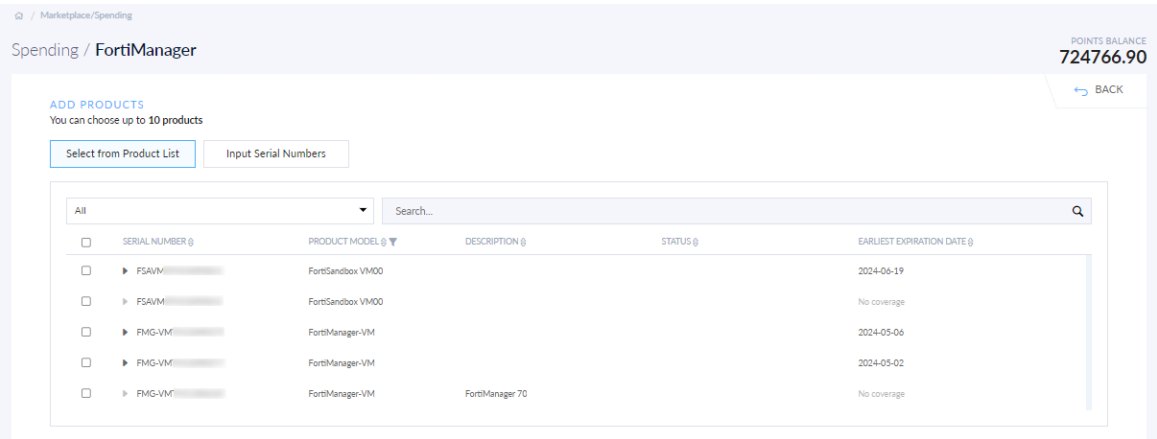 / Marketplace/Spending
Spending / FortiManager
POINTS BALANCE
724766.90
BACK
ADD PRODUCTS
You can choose up to 10 products
Select from Product List Input Serial Numbers
All Search...
SERIAL NUMBER PRODUCT MODEL DESCRIPTION STATUS EARLIEST EXPIRATION DATE
FSAVM FortiSandbox VM00 2024-06-19
FSAVM FortiSandbox VM00 No coverage
FMG-VM FortiManager-VM 2024-05-06
FMG-VM FortiManager-VM 2024-05-02
FMG-VM FortiManager-VM FortiManager 70 No coverage